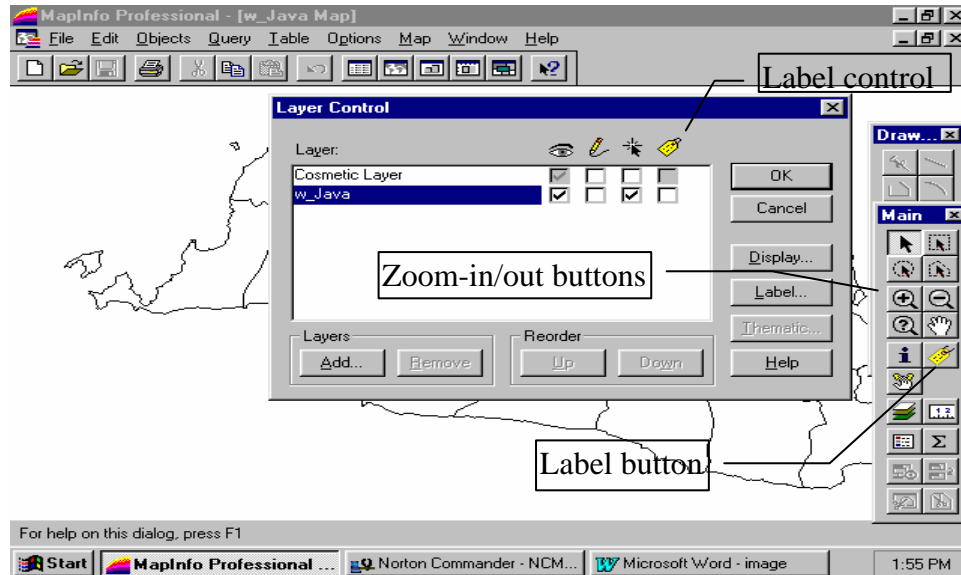 MapInfo Professional - [w_Java Map]
File Edit Objects Query Table Options Map Window Help
Label control
Layer Control
Layer:
Cosmetic Layer
w_Java
OK
Cancel
Display...
Label...
Thematic...
Help
Zoom-in/out buttons
Layers
Add... Remove
Reorder
Up Down
Draw...
Main
Label button
For help on this dialog, press F1
Start MapInfo Professional ... Norton Commander - NCM... Microsoft Word - image 1:55 PM